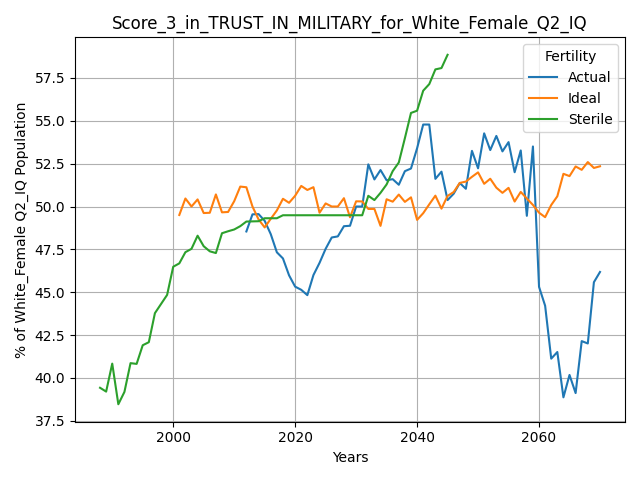 Score_3_in_TRUST_IN_MILITARY_for_White_Female_Q2_IQ
% of White_Female Q2_IQ Population
57.5
55.0
52.5
50.0
47.5
45.0
42.5
40.0
37.5
Fertility
Actual
Ideal
Sterile
2000
2020
2040
2060
Years